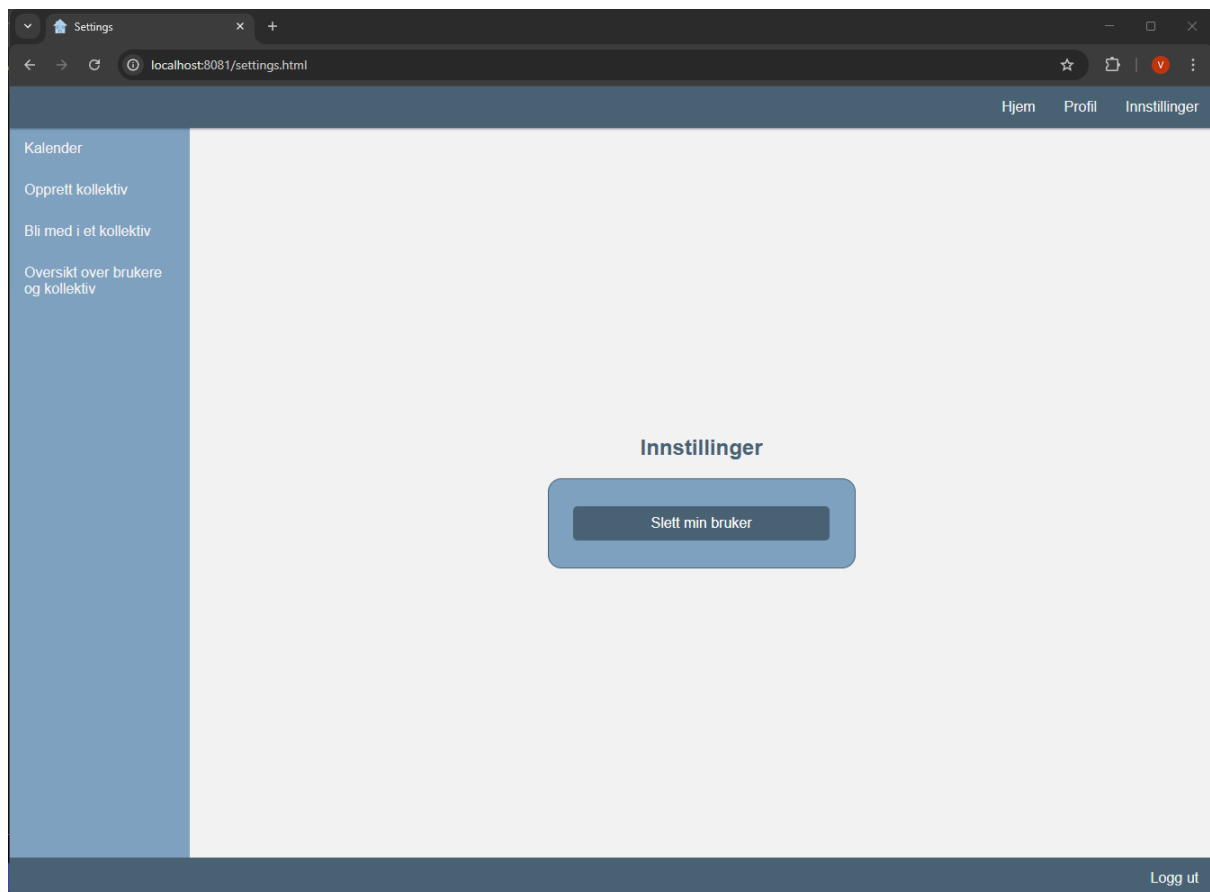 Settings
localhost:8081/settings.html
V
Hjem Profil Innstillinger
Kalender
Opprett kollektiv
Bli med i et kollektiv
Oversikt over brukere
og kollektiv
Innstillinger
Slett min bruker
Logg ut